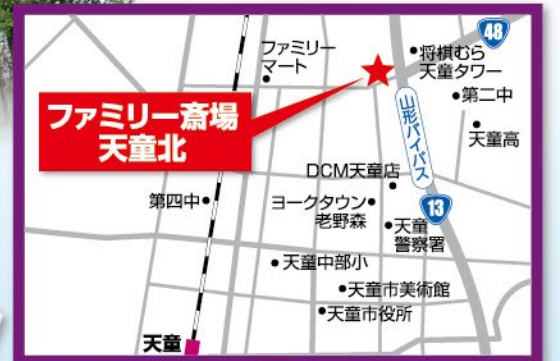 48
ファミリー
マート
将棋むら
天童タワー
第二中
天童高
ファミリー斎場
天童北
山形バイパス
DCM天童店
第四中
ヨークタウン
老野森
13
天童
警察署
天童中部小
天童市美術館
天童市役所
天童